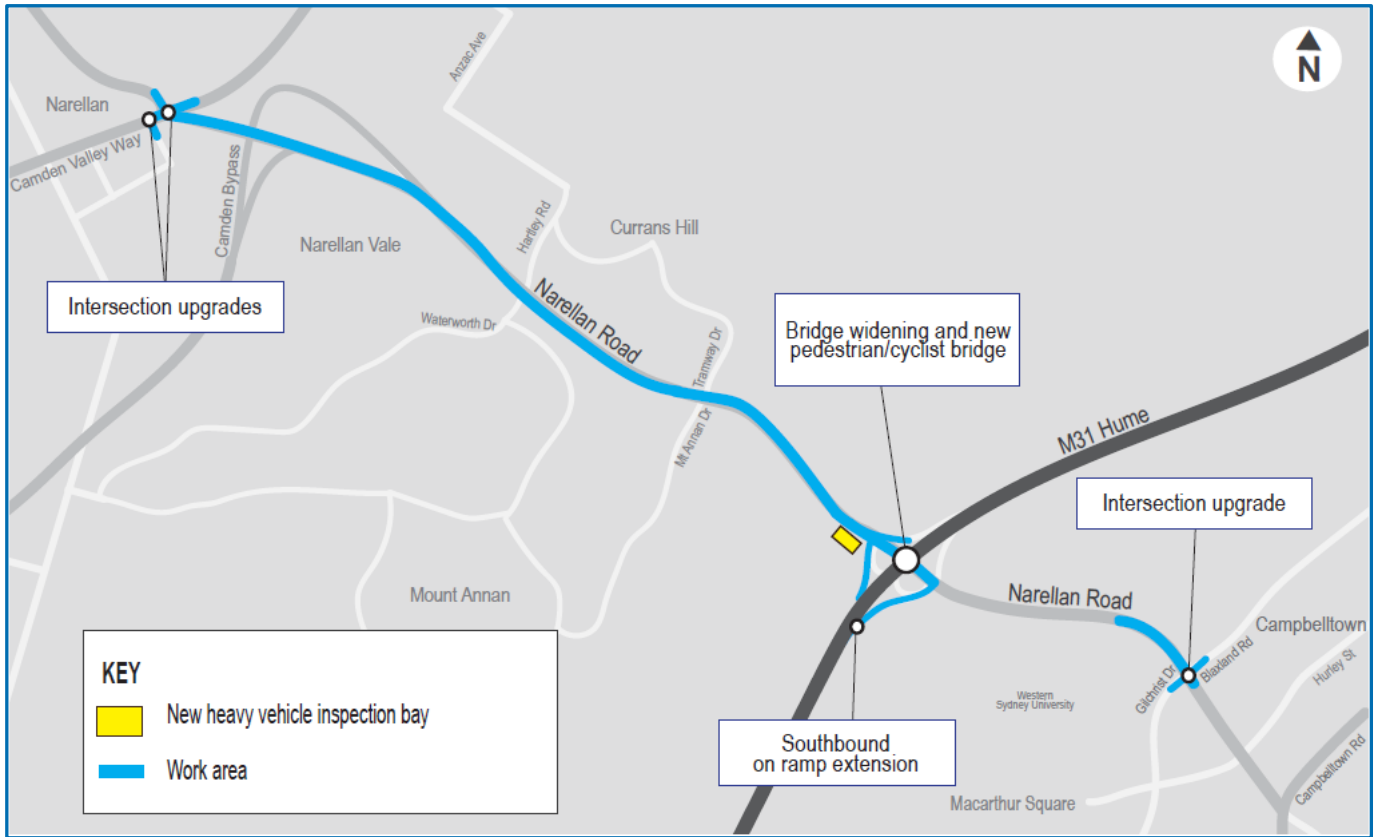 N
Anzac Ave
Narellan
Camden Valley Way
Camden Bypass
Narellan Vale
Hartley Rd
Currans Hill
Intersection upgrades
Waterworth Dr
Narellan Road
Tramway Dr
Mt Annan Dr
Bridge widening and new
pedestrian/cyclist bridge
M31 Hume
Intersection upgrade
Mount Annan
Narellan Road
Campbelltown
Blaxland Rd
Gilchrist Dr
Hurley St
Western
Sydney University
Campbelltown Rd
Macarthur Square
Southbound
on ramp extension
KEY
New heavy vehicle inspection bay
Work area